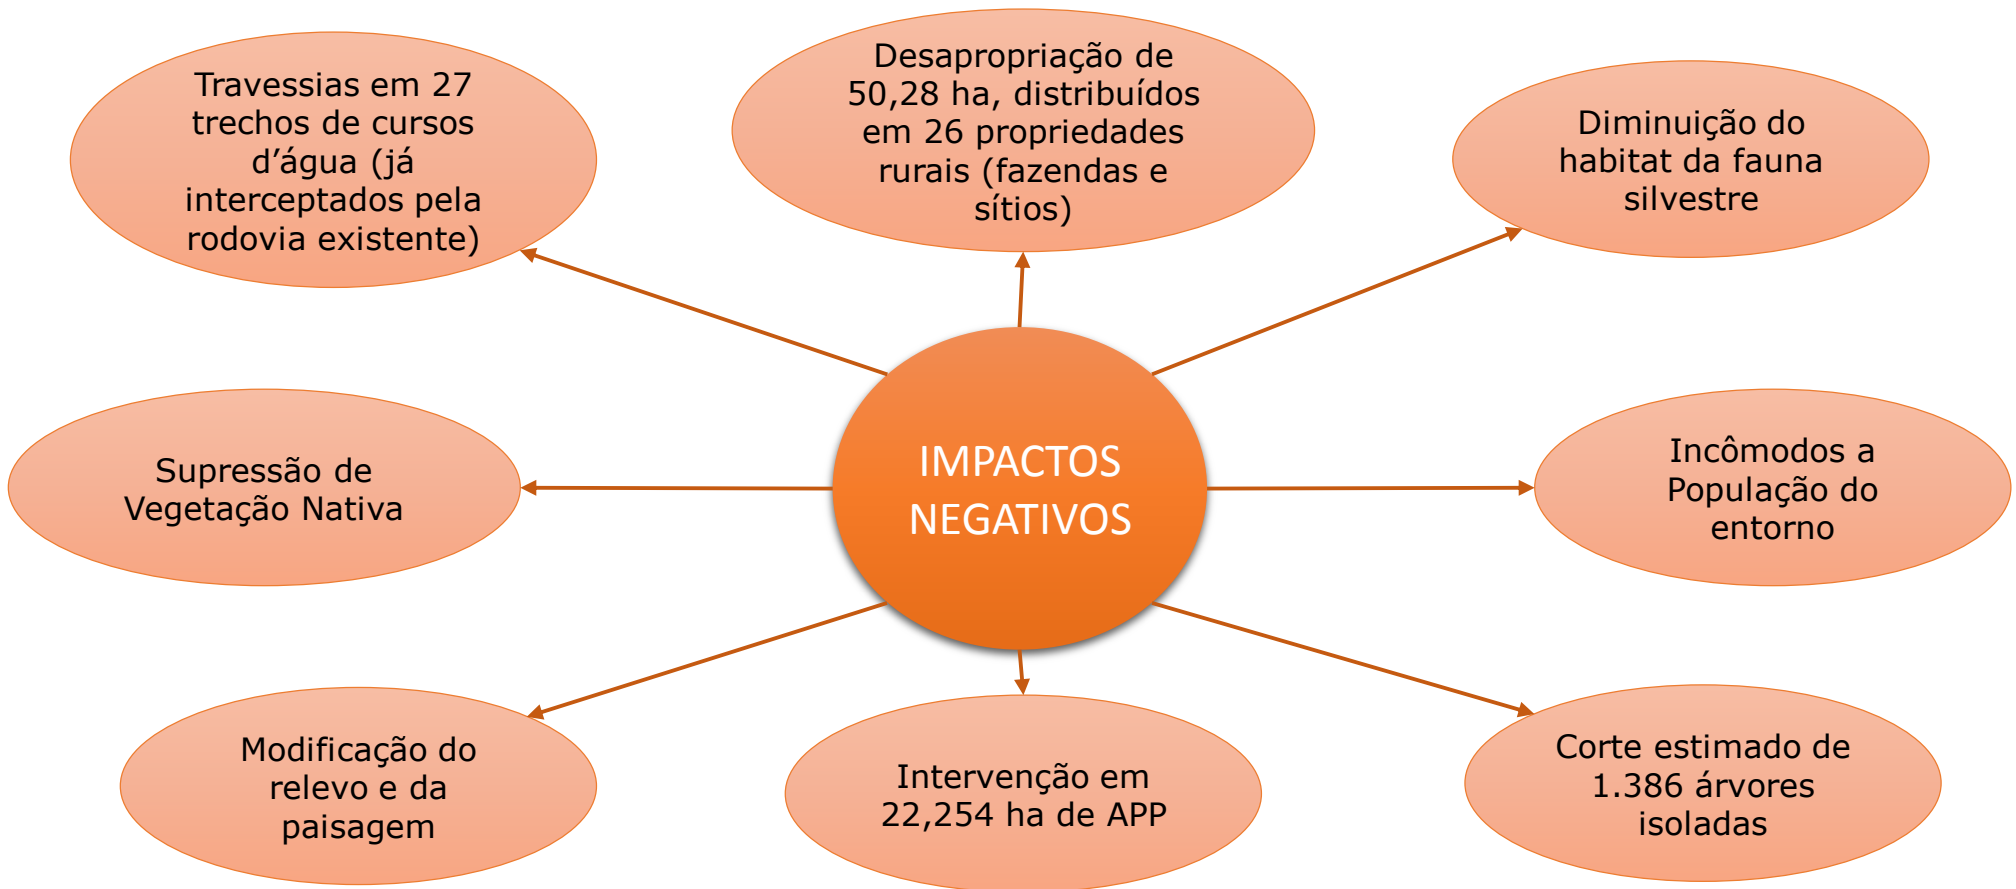 Travessias em 27
trechos de cursos
d’água (já
interceptados pela
rodovia existente)
Desapropriação de
50,28 ha, distribuídos
em 26 propriedades
rurais (fazendas e
sítios)
Diminuição do
habitat da fauna
silvestre
Supressão de
Vegetação Nativa
IMPACTOS
NEGATIVOS
Incômodos a
População do
entorno
Modificação do
relevo e da
paisagem
Intervenção em
22,254 ha de APP
Corte estimado de
1.386 árvores
isoladas